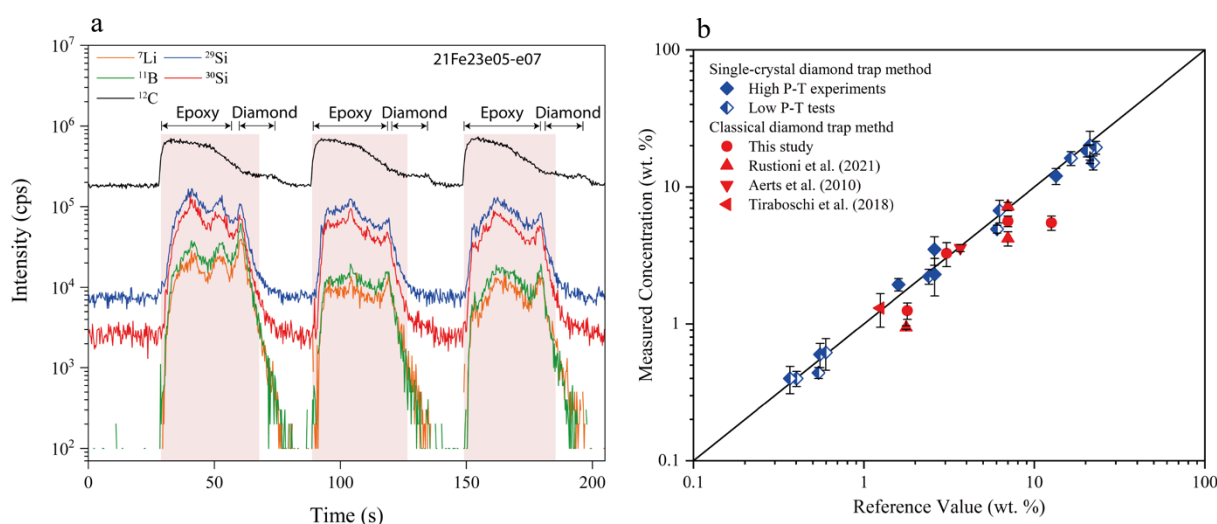 a
10⁷
10⁶
10⁵
10⁴
10³
10²
Intensity (cps)
⁷Li
²⁹Si
¹¹B
³⁰Si
¹²C
21Fe23e05-e07
Epoxy Diamond Epoxy Diamond Epoxy Diamond
0 50 100 150 200
Time (s)
b
100
10
1
0.1
Measured Concentration (wt. %)
Single-crystal diamond trap method
High P-T experiments
Low P-T tests
Classical diamond trap methd
This study
Rustioni et al. (2021)
Aerts et al. (2010)
Tiraboschi et al. (2018)
0.1 1 10 100
Reference Value (wt. %)